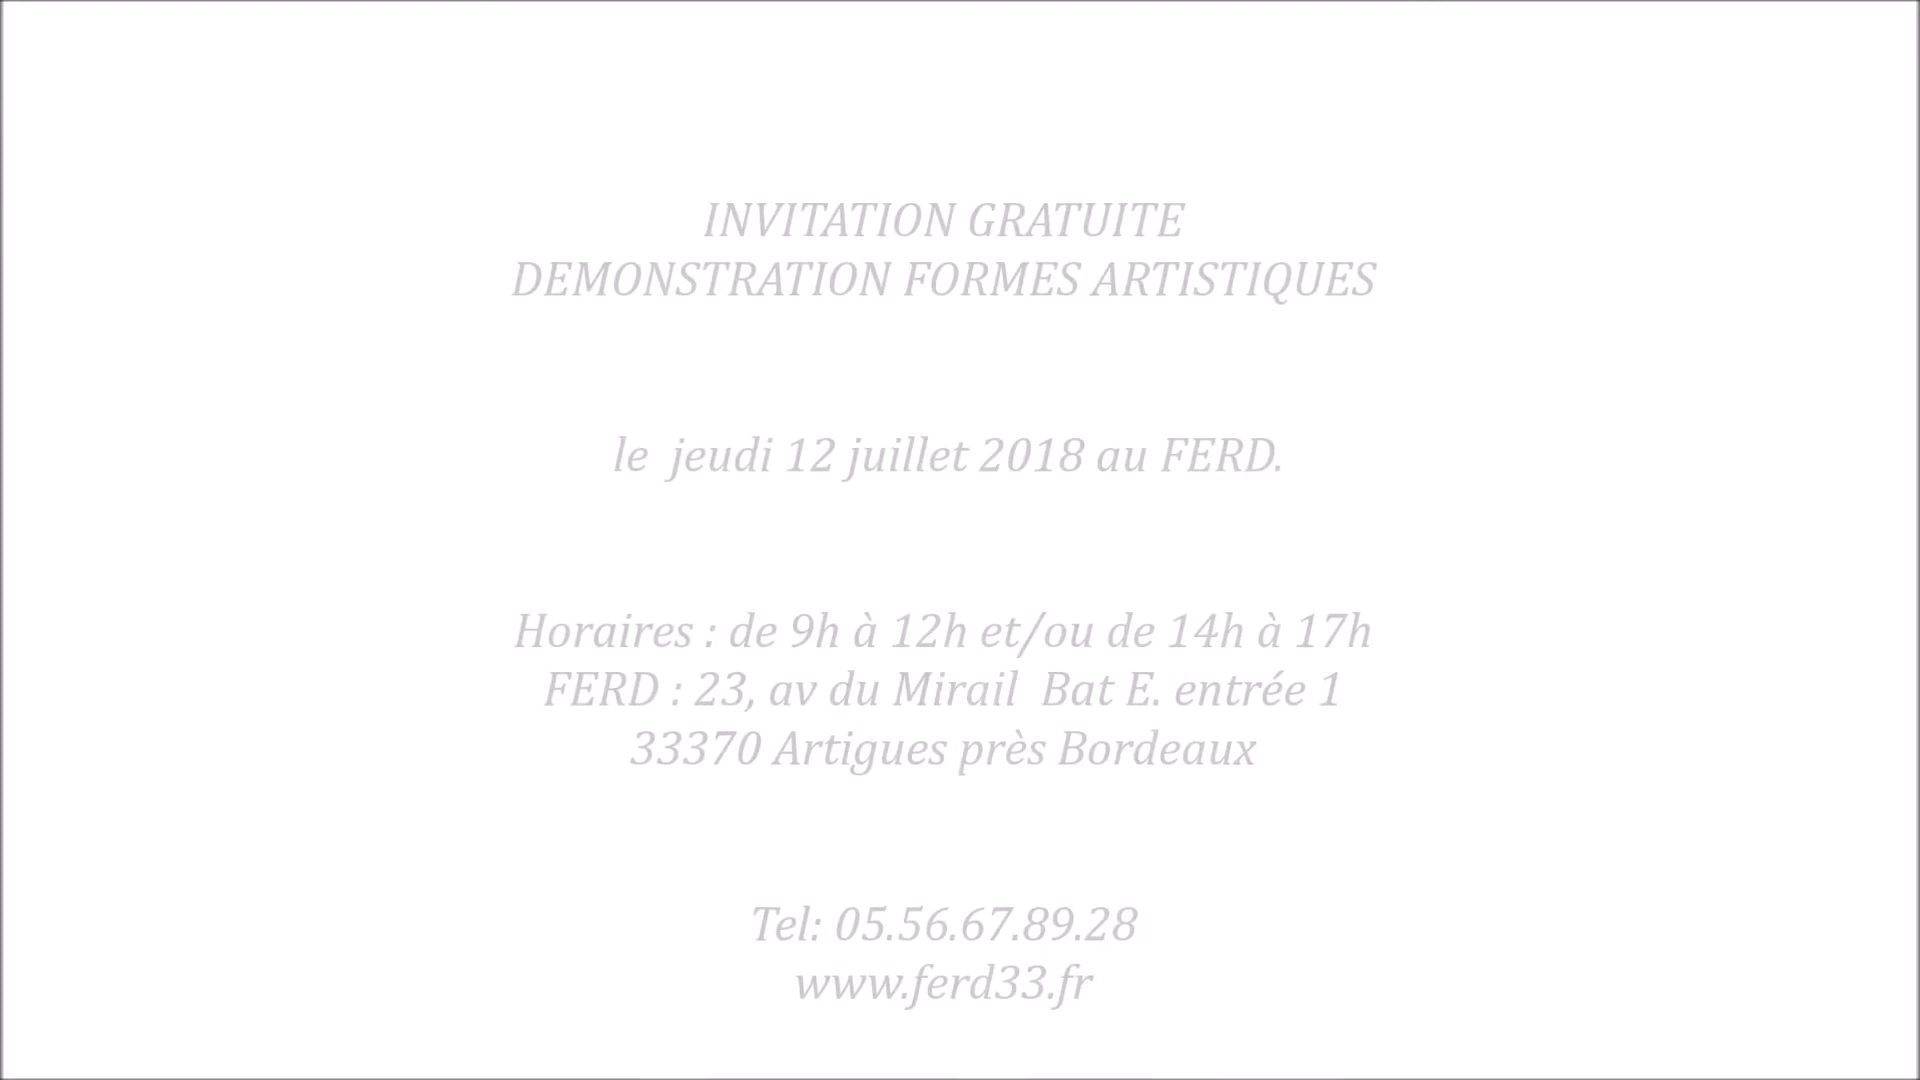 INVITATION GRATUITE
DEMONSTRATION FORMES ARTISTIQUES
le  jeudi 12 juillet 2018 au FERD.
Horaires : de 9h à 12h et/ou de 14h à 17h
FERD : 23, av du Mirail  Bat E. entrée 1
33370 Artigues près Bordeaux
Tel: 05.56.67.89.28
www.ferd33.fr